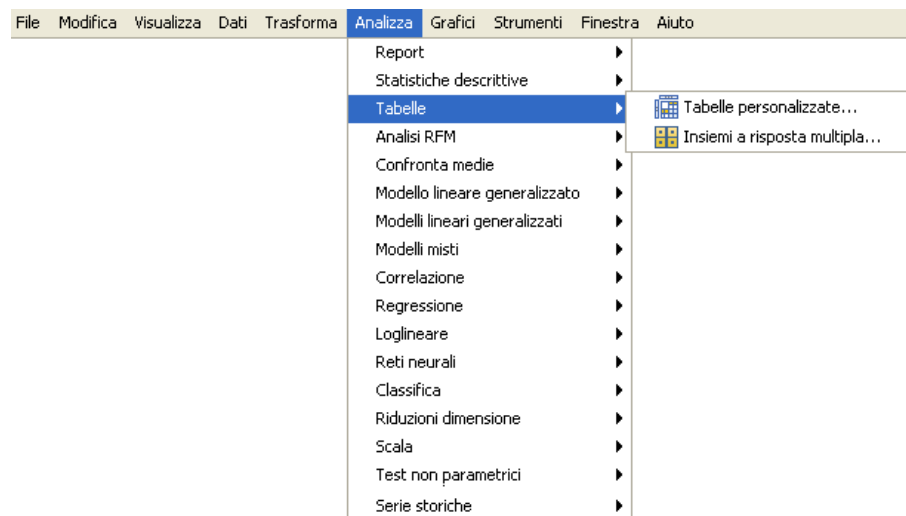 File Modifica Visualizza Dati Trasforma Analizza Grafici Strumenti Finestra Aiuto
Report
Statistiche descrittive
Tabelle
Tabelle personalizzate...
Insiemi a risposta multipla...
Analisi RFM
Confronta medie
Modello lineare generalizzato
Modelli lineari generalizzati
Modelli misti
Correlazione
Regressione
Loglineare
Reti neurali
Classifica
Riduzioni dimensione
Scala
Test non parametrici
Serie storiche